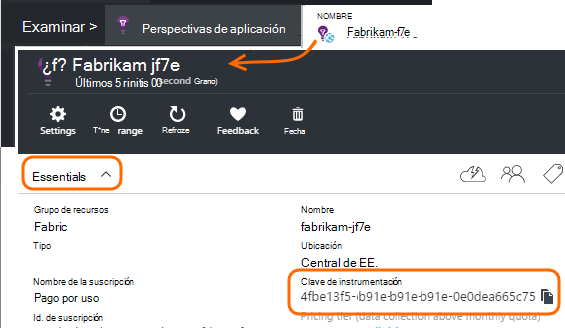 Examinar >
Perspectivas de aplicación
NOMBRE
Fabrikam-f7e
¿f? Fabrikam jf7e
Últimos 5 rinitis 00 second Grano)
Settings
T^ne range
Refroze
Feedback
Fecha
Essentials
Grupo de recursos
Nombre
Fabric
fabrikam-jf7e
Tipo
Ubicación
Central de EE.
Nombre de la suscripción
Clave de instrumentación
Pago por uso
4fbe13f5-ib91e-b91e-b91e-0e0dea665c75
Id. de suscripción
Pricing tier (data collection above monthly quota)